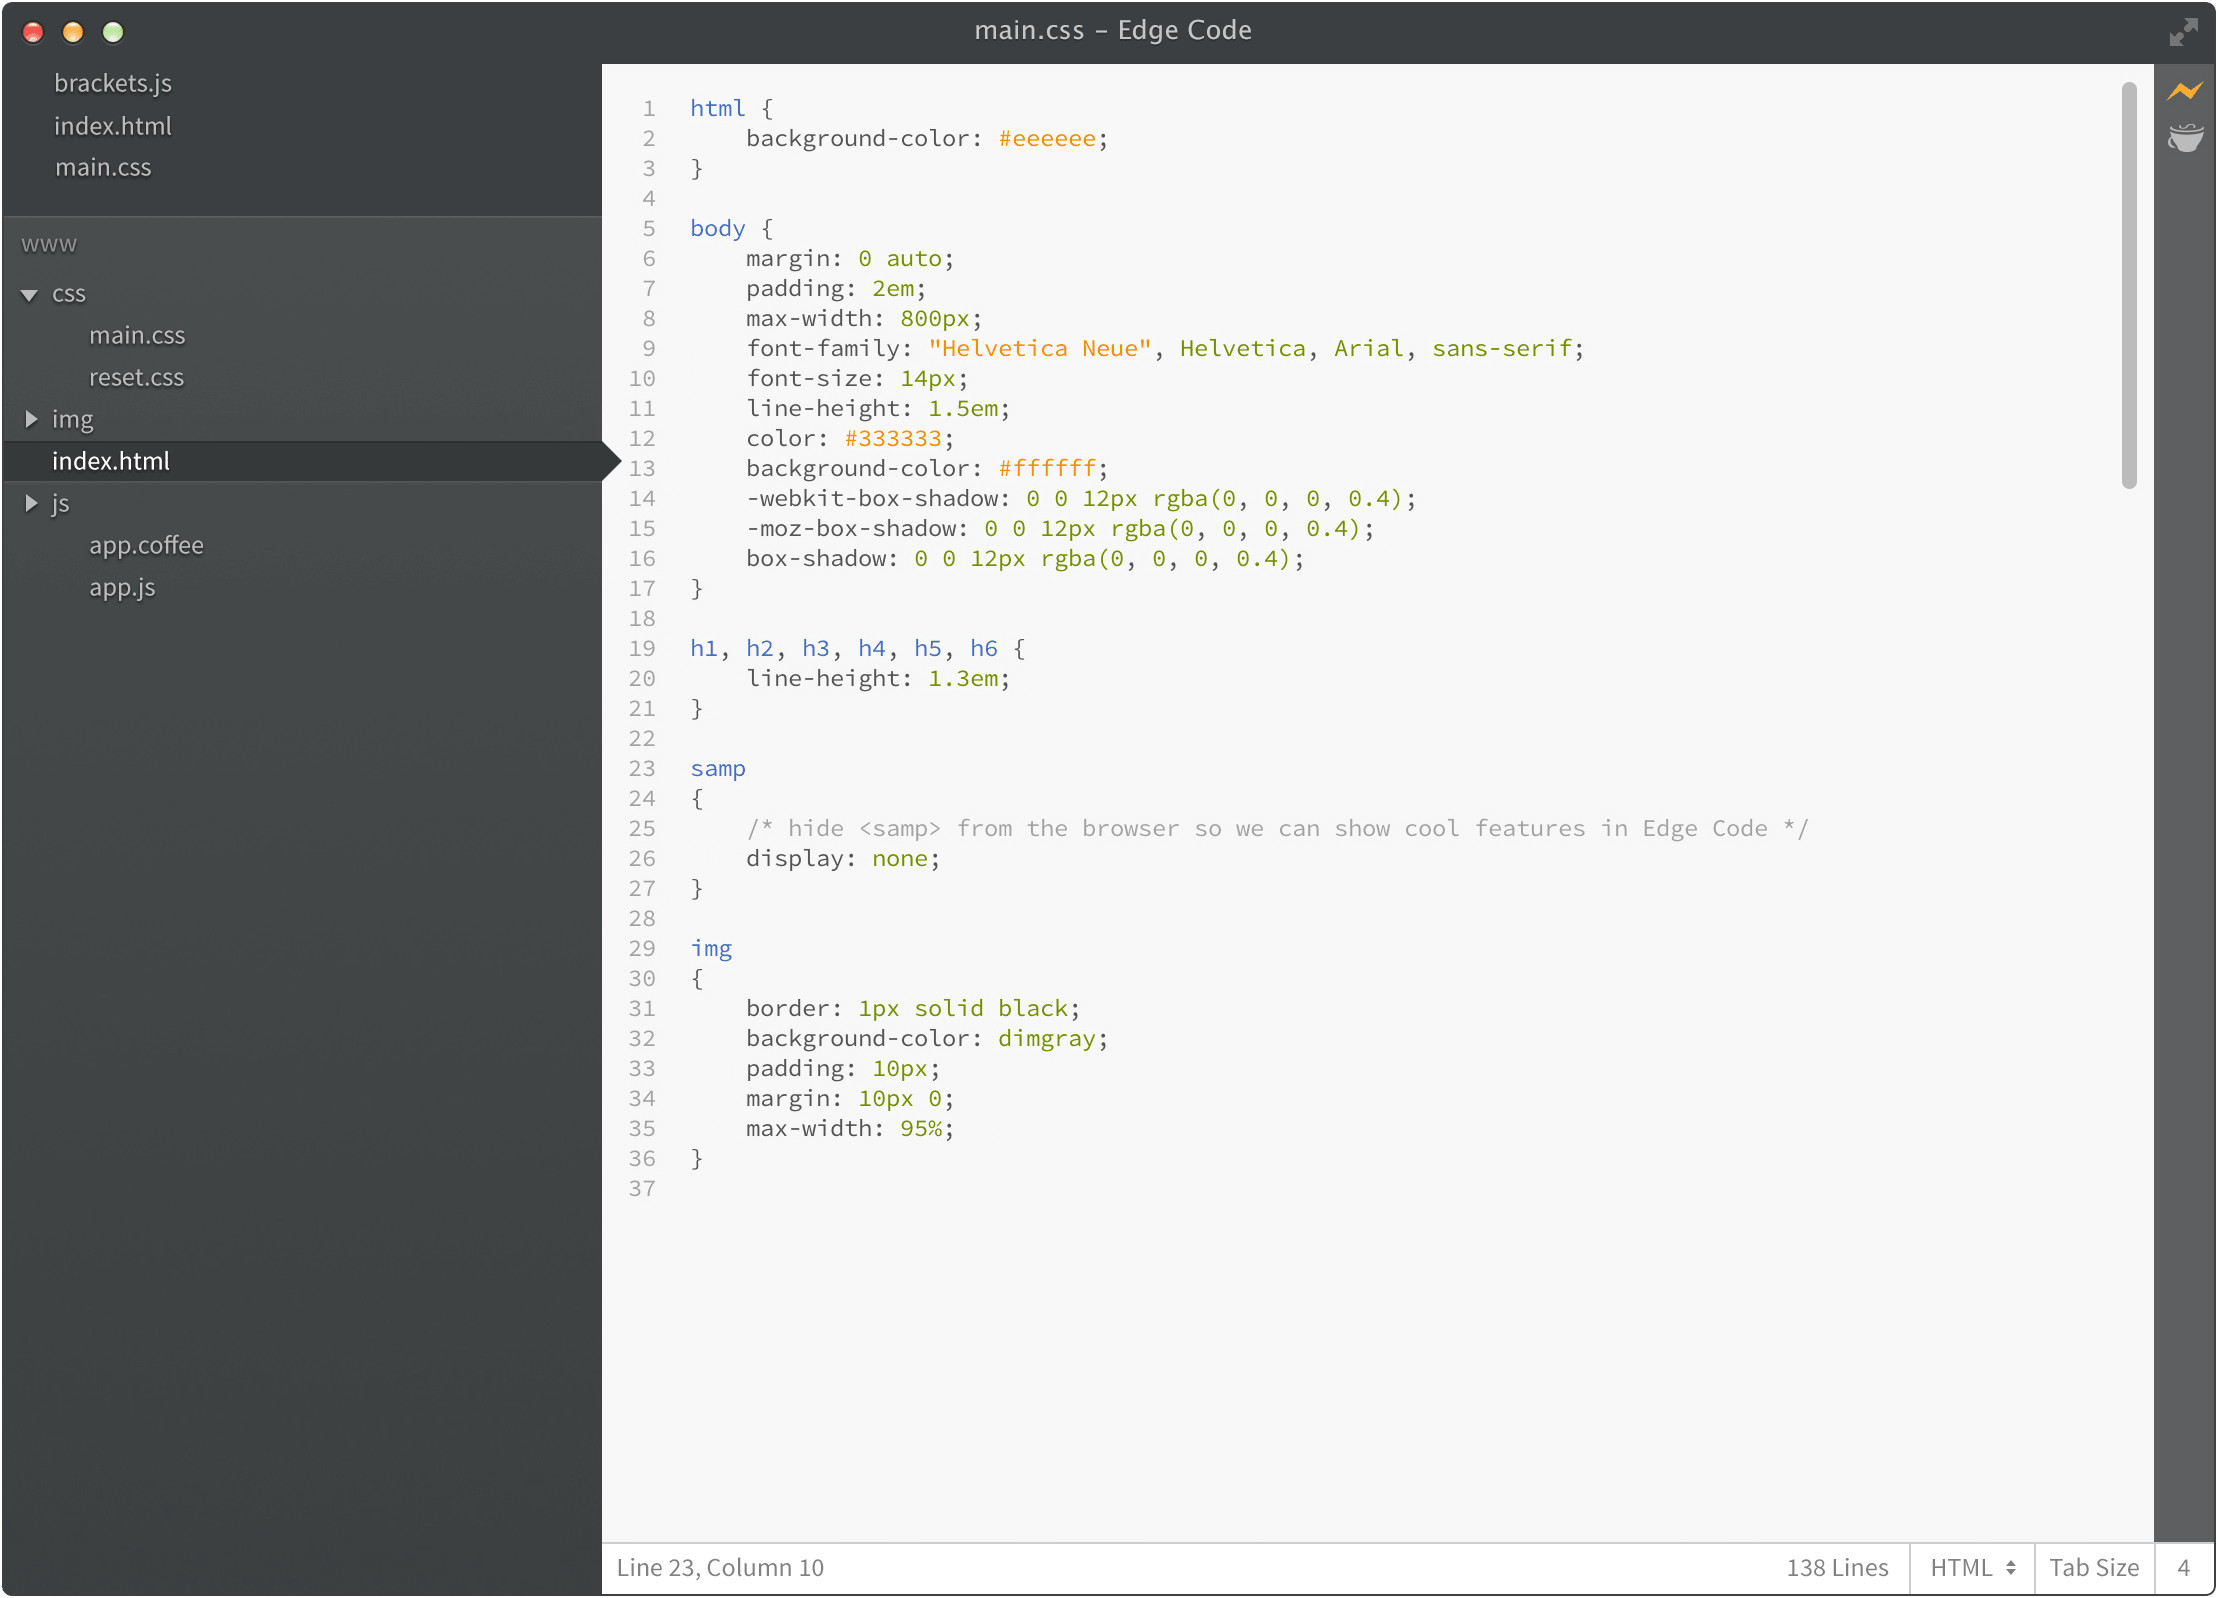 main.css – Edge Code
brackets.js
index.html
main.css
www
css
main.css
reset.css
img
index.html
js
app.coffee
app.js
1 html {
2     background-color: #eeeeee;
3 }
4
5 body {
6     margin: 0 auto;
7     padding: 2em;
8     max-width: 800px;
9     font-family: "Helvetica Neue", Helvetica, Arial, sans-serif;
10     font-size: 14px;
11     line-height: 1.5em;
12     color: #333333;
13     background-color: #ffffff;
14     -webkit-box-shadow: 0 0 12px rgba(0, 0, 0, 0.4);
15     -moz-box-shadow: 0 0 12px rgba(0, 0, 0, 0.4);
16     box-shadow: 0 0 12px rgba(0, 0, 0, 0.4);
17 }
18
19 h1, h2, h3, h4, h5, h6 {
20     line-height: 1.3em;
21 }
22
23 samp
24 {
25     /* hide <samp> from the browser so we can show cool features in Edge Code */
26     display: none;
27 }
28
29 img
30 {
31     border: 1px solid black;
32     background-color: dimgray;
33     padding: 10px;
34     margin: 10px 0;
35     max-width: 95%;
36 }
37
Line 23, Column 10
138 Lines
HTML
Tab Size
4